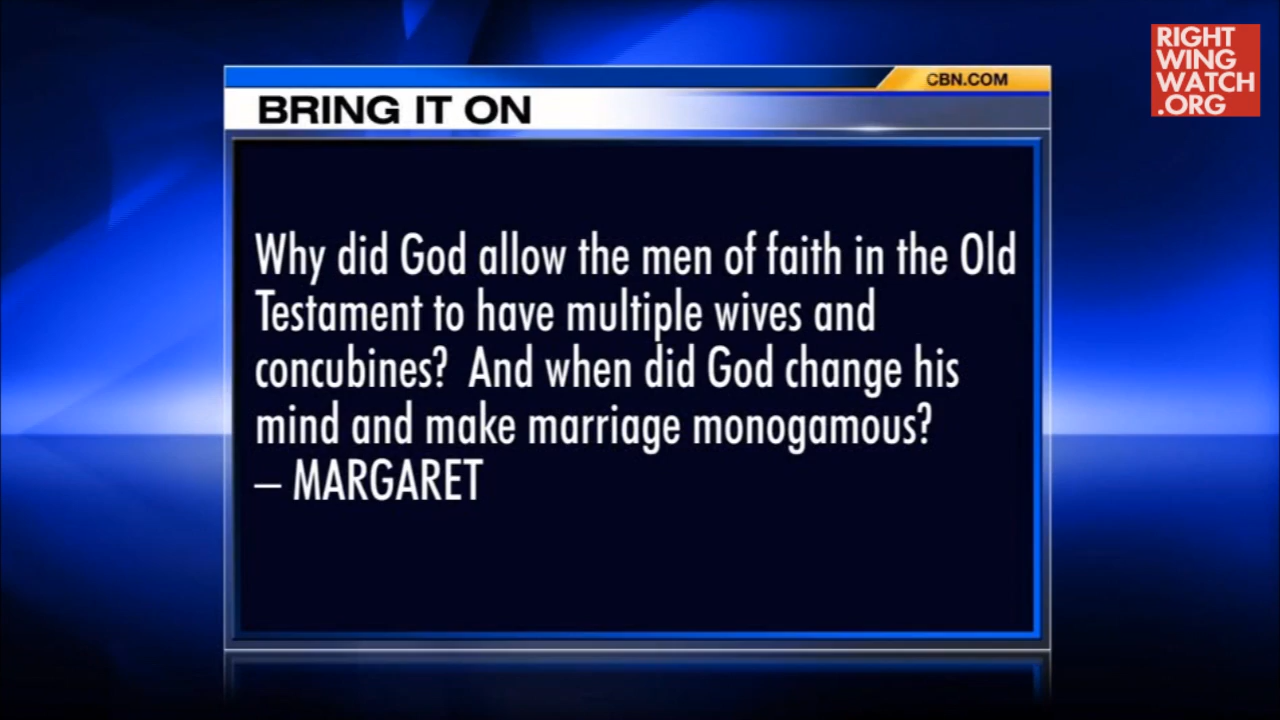 RIGHT
WING
WATCH
.ORG
CBN.COM
BRING IT ON
Why did God allow the men of faith in the Old
Testament to have multiple wives and
concubines?  And when did God change his
mind and make marriage monogamous?
– MARGARET